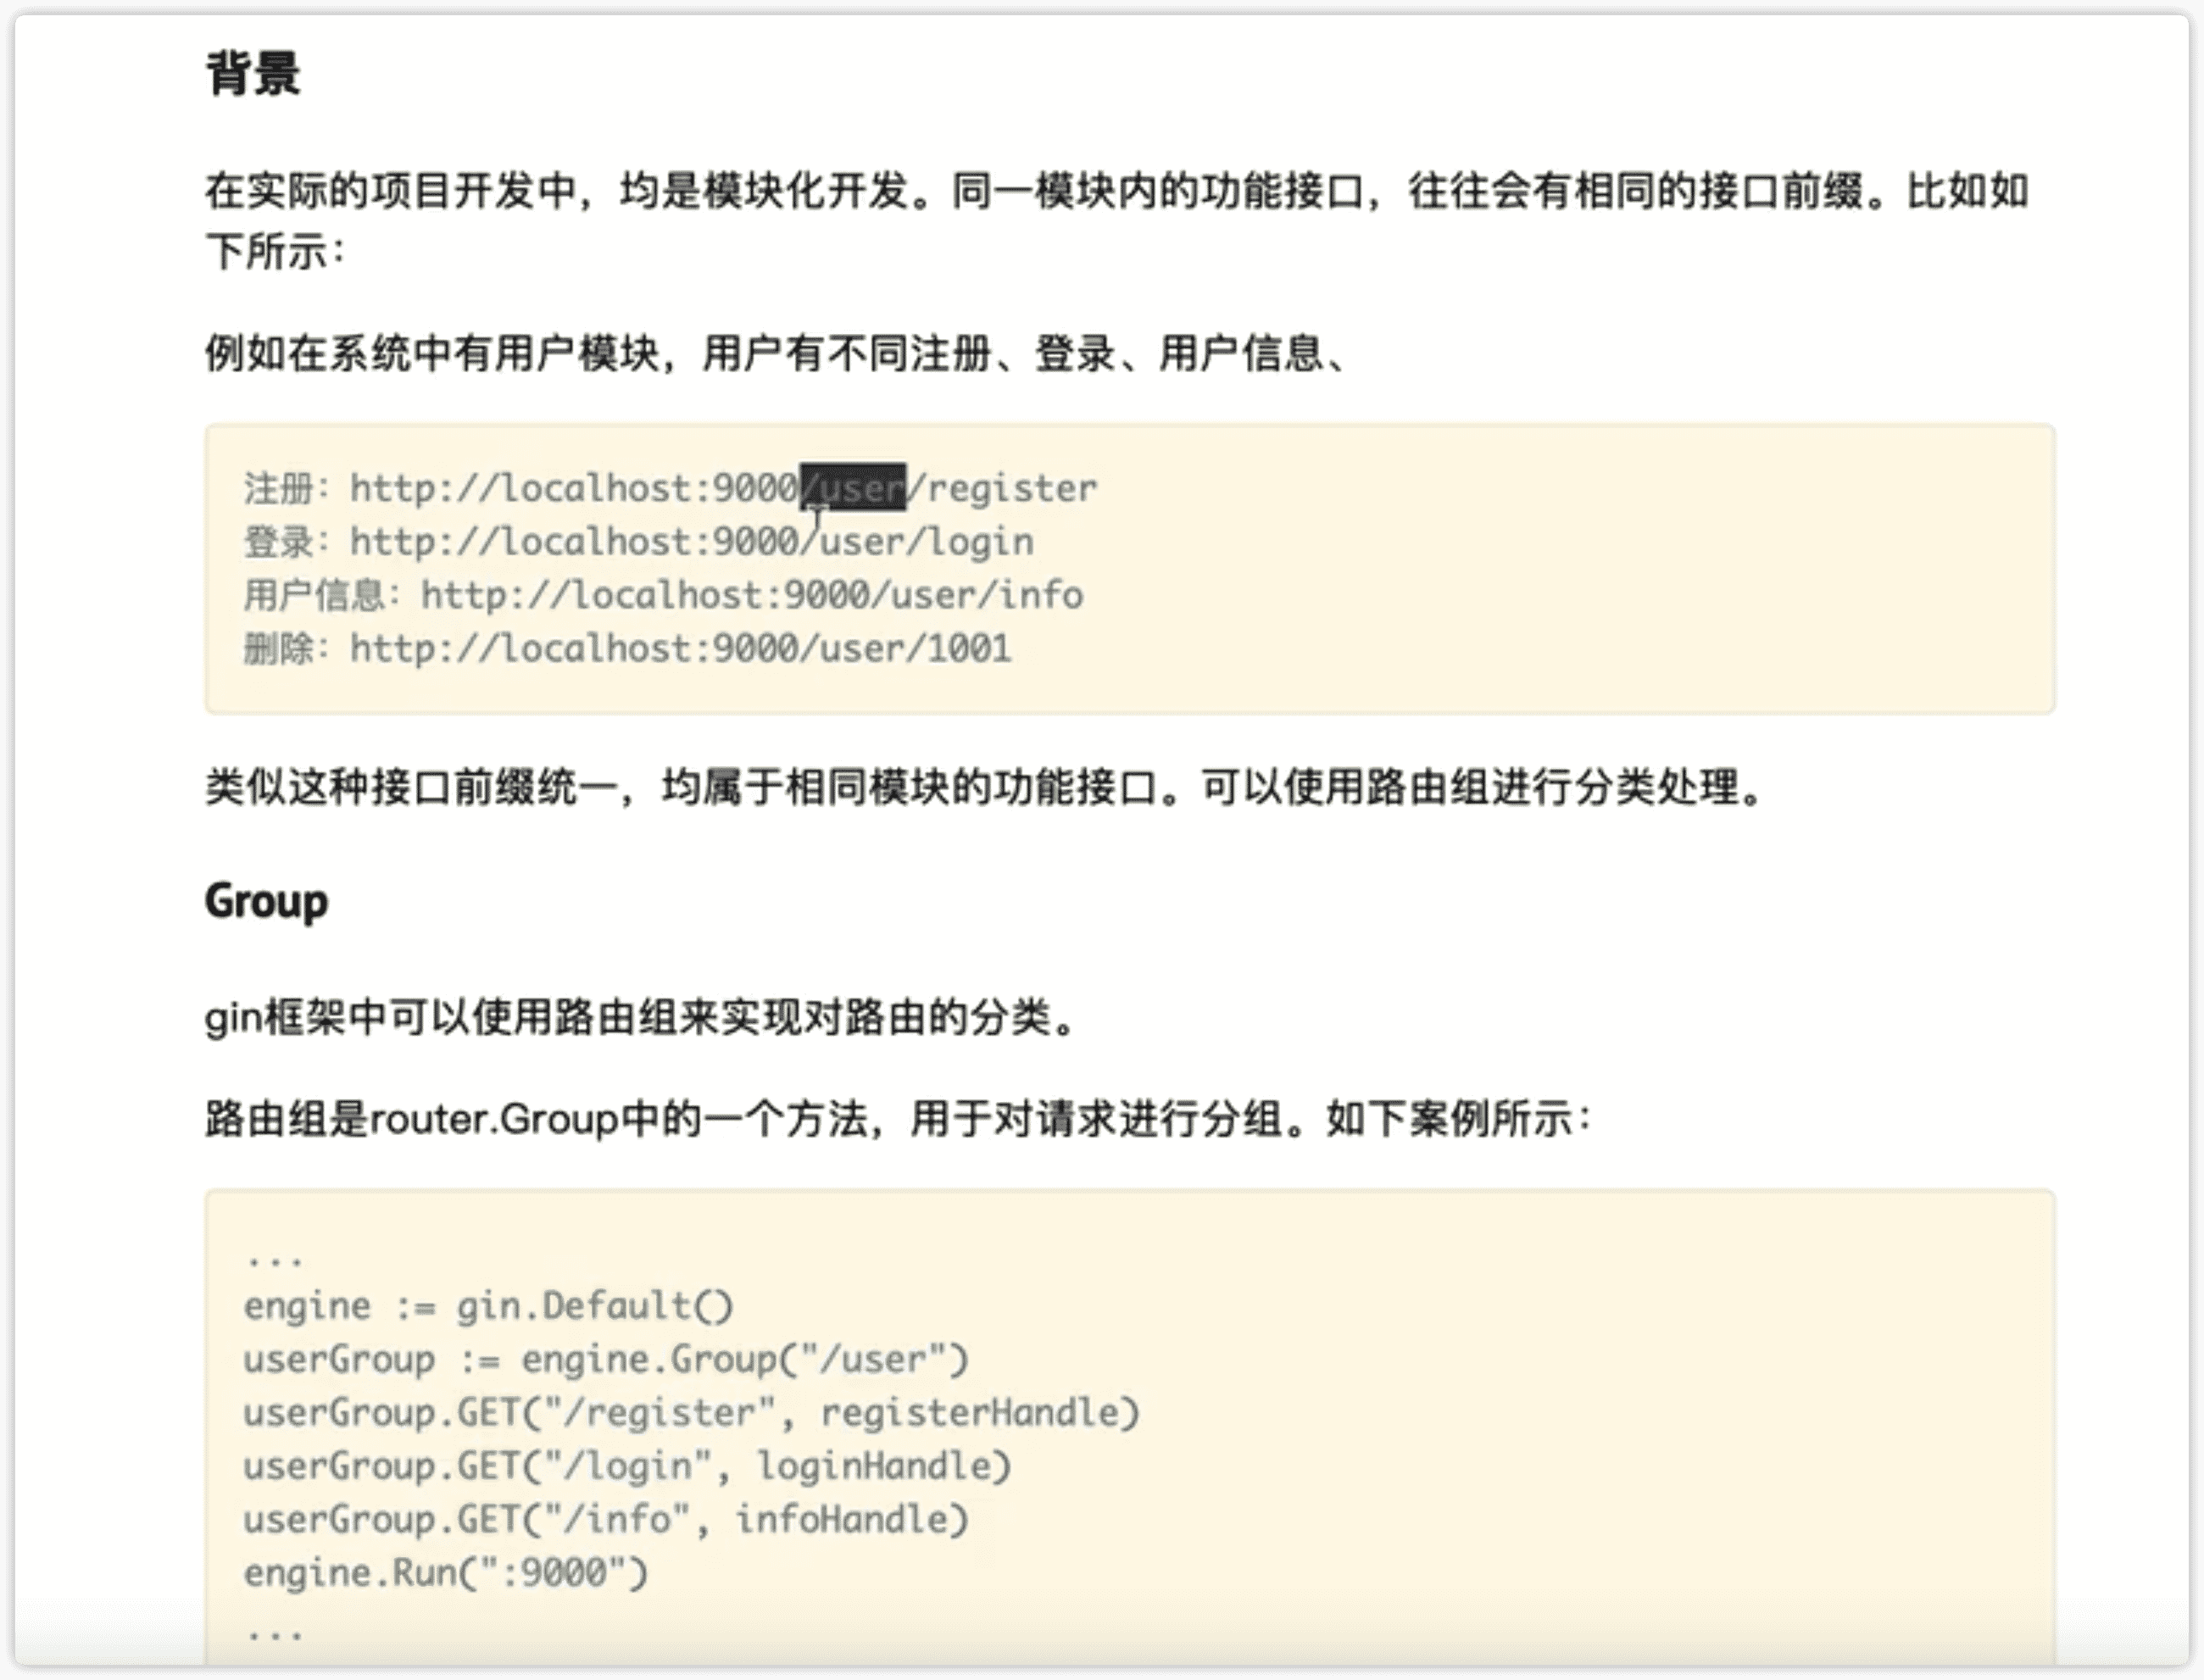 背景
在实际的项目开发中，均是模块化开发。同一模块内的功能接口，往往会有相同的接口前缀。比如如
下所示：
例如在系统中有用户模块，用户有不同注册、登录、用户信息、
注册：http://localhost:9000/user/register
登录：http://localhost:9000/user/login
用户信息：http://localhost:9000/user/info
删除：http://localhost:9000/user/1001
类似这种接口前缀统一，均属于相同模块的功能接口。可以使用路由组进行分类处理。
Group
gin框架中可以使用路由组来实现对路由的分类。
路由组是router.Group中的一个方法，用于对请求进行分组。如下案例所示：
...
engine := gin.Default()
userGroup := engine.Group("/user")
userGroup.GET("/register", registerHandle)
userGroup.GET("/login", loginHandle)
userGroup.GET("/info", infoHandle)
engine.Run(":9000")
...